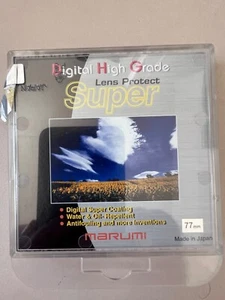 Digital High Grade
Lens Protect
Super
• Digital Super Coating
• Water & Oil- Repellent
• Antifouling and more inventions
77mm
marumi
Made in Japan